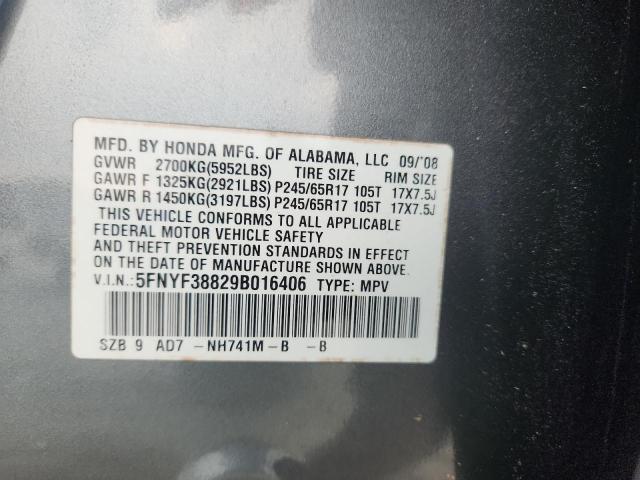 MFD. BY HONDA MFG. OF ALABAMA, LLC 09/'08
GVWR 2700KG(5952LBS) TIRE SIZE RIM SIZE
GAWR F 1325KG(2921LBS) P245/65R17 105T 17X7.5J
GAWR R 1450KG(3197LBS) P245/65R17 105T 17X7.5J
THIS VEHICLE CONFORMS TO ALL APPLICABLE
FEDERAL MOTOR VEHICLE SAFETY
AND THEFT PREVENTION STANDARDS IN EFFECT
ON THE DATE OF MANUFACTURE SHOWN ABOVE.
V.I.N.: 5FNYF38829B016406 TYPE: MPV
SZB 9 AD7 -NH741M-B -B